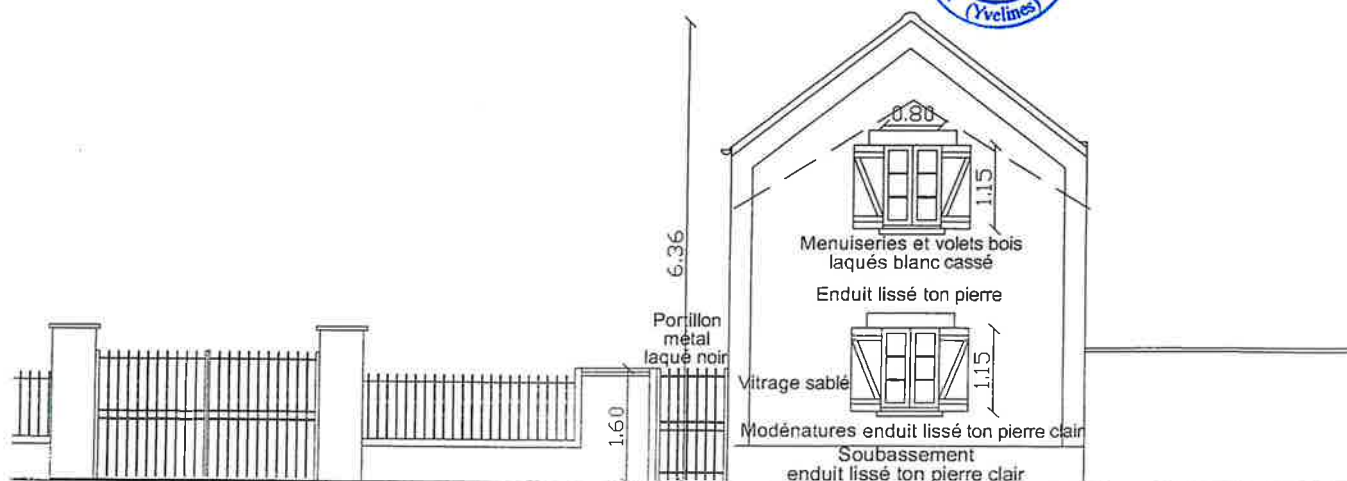 (Yvelines)
0.80
1.15
6.36
Menuiseries et volets bois
laqués blanc cassé
Enduit lissé ton pierre
Portillon
métal
laqué noir
Vitrage sablé
1.15
1.60
Modénatures enduit lissé ton pierre clair
Soubassement
enduit lissé ton pierre clair